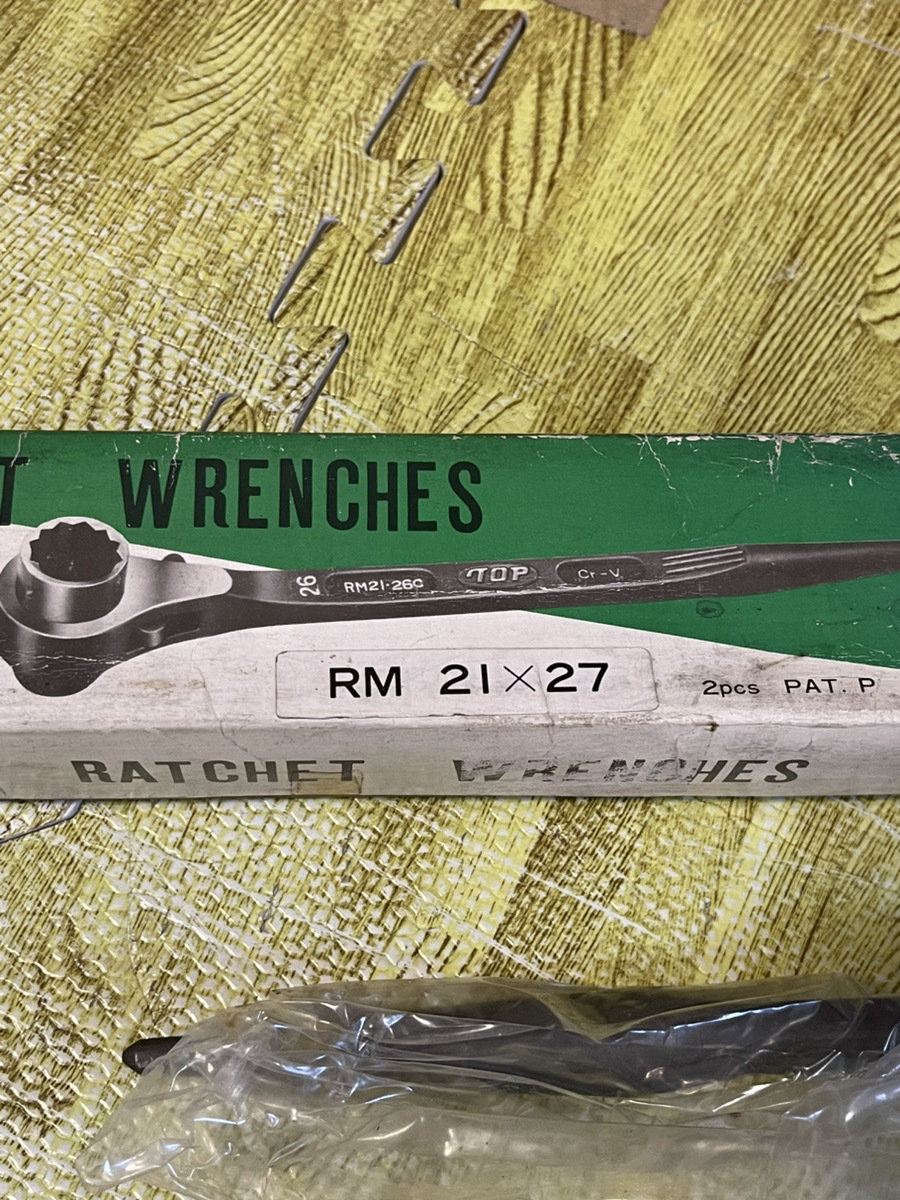 WRENCHES
26 RM21·26C TOP Cr-V
RM 21×27
2pcs PAT. P
RATCHET WRENCHES